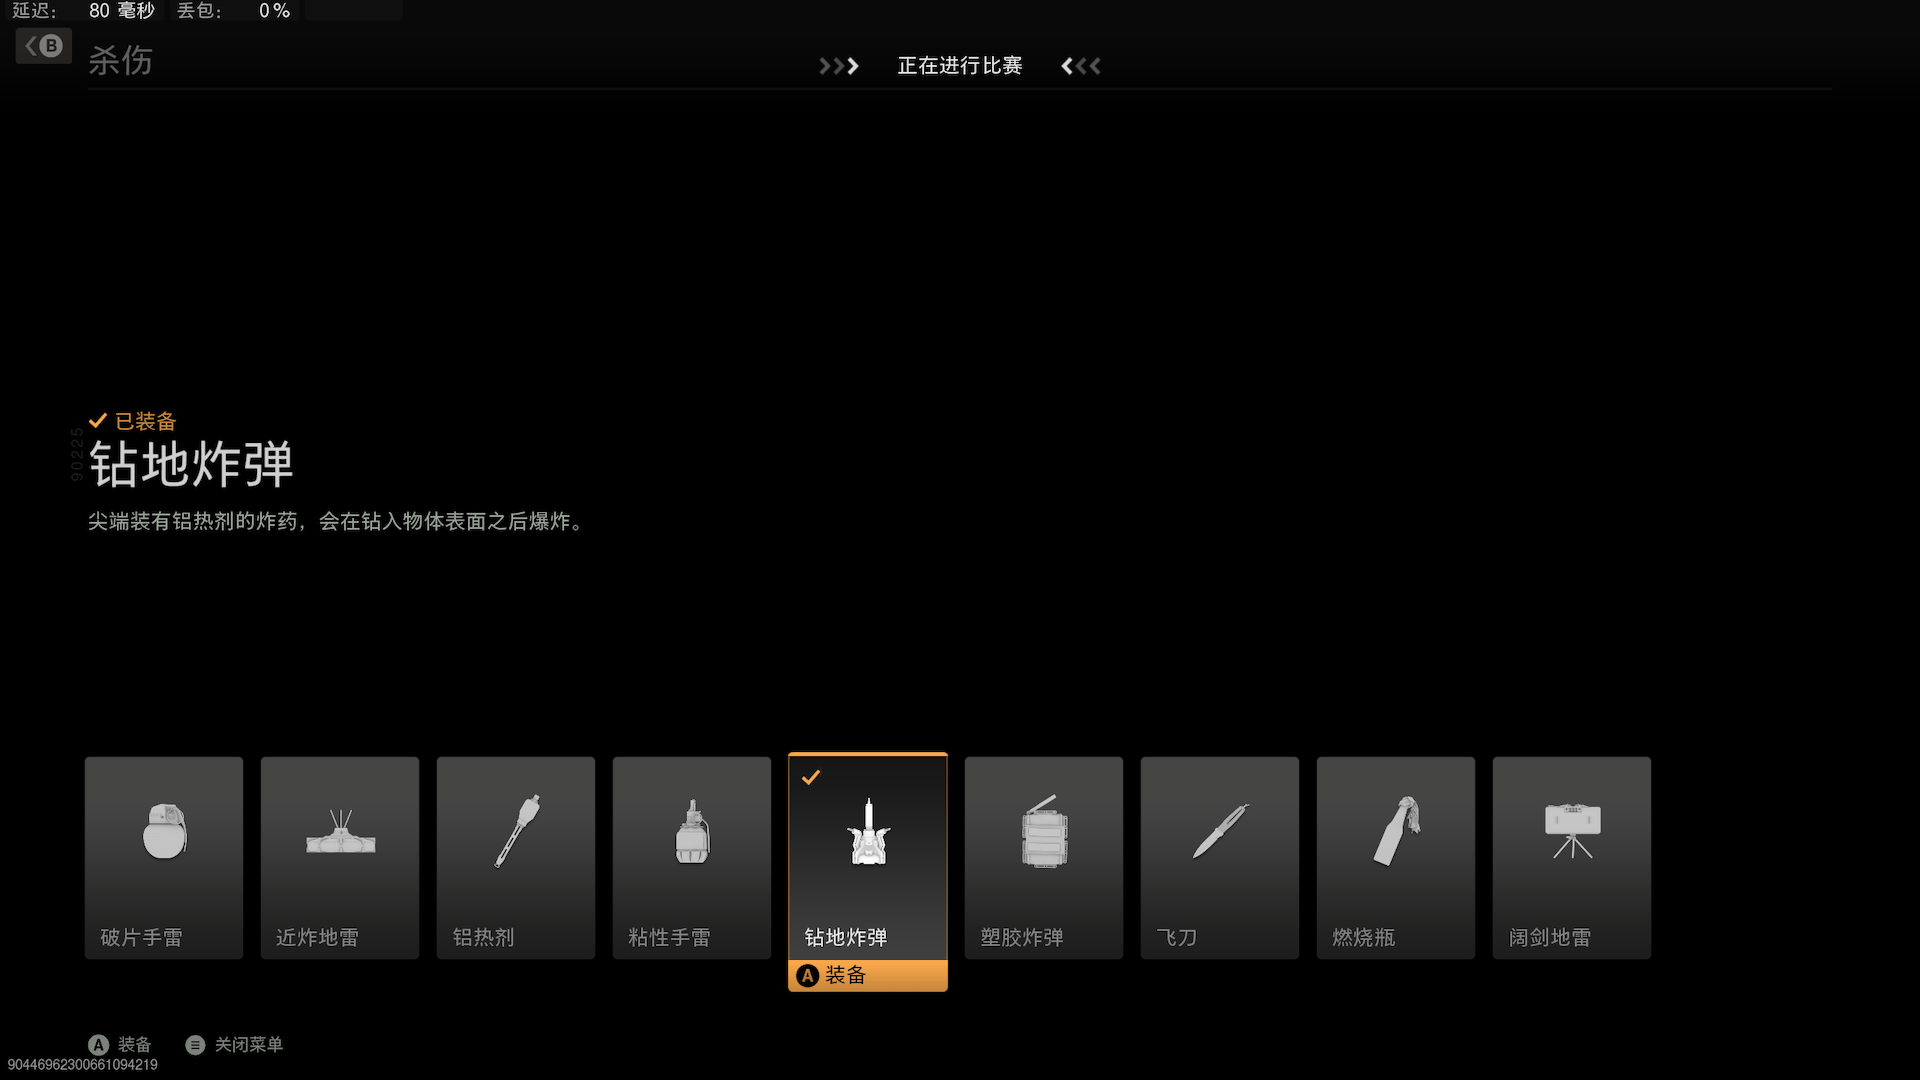 延迟: 80 毫秒 丢包: 0%
B 杀伤
正在进行比赛
已装备
90225
钻地炸弹
尖端装有铝热剂的炸药，会在钻入物体表面之后爆炸。
破片手雷 近炸地雷 铝热剂 粘性手雷 钻地炸弹 塑胶炸弹 飞刀 燃烧瓶 阔剑地雷
A 装备
A 装备 关闭菜单
90446962300661094219